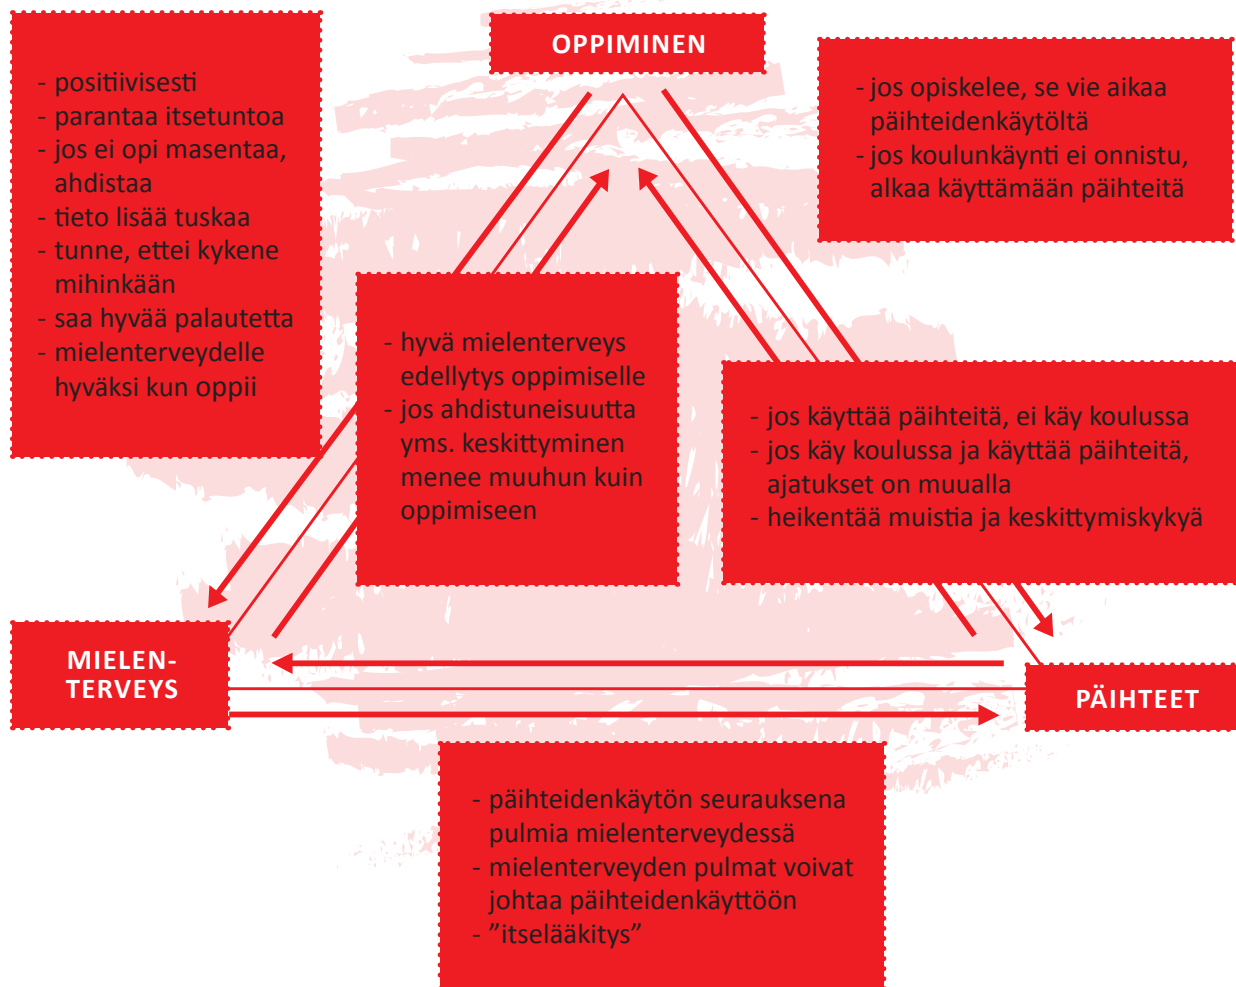 OPPIMINEN
- positiivisesti
- parantaa itsetuntoa
- jos ei opi masentaa,
ahdistaa
- tieto lisää tuskaa
- tunne, ettei kykene
mihinkään
- saa hyvää palautetta
- mielenterveydelle
hyväksi kun oppii
- jos opiskelee, se vie aikaa
päihteidenkäytöltä
- jos koulunkäynti ei onnistu,
alkaa käyttämään päihteitä
- hyvä mielenterveys
edellytys oppimiselle
- jos ahdistuneisuutta
yms. keskittyminen
menee muuhun kuin
oppimiseen
- jos käyttää päihteitä, ei käy koulussa
- jos käy koulussa ja käyttää päihteitä,
ajatukset on muualla
- heikentää muistia ja keskittymiskykyä
MIELEN-
TERVEYS
PÄIHTEET
- päihteidenkäytön seurauksena
pulmia mielenterveydessä
- mielenterveyden pulmat voivat
johtaa päihteidenkäyttöön
- ”itselääkitys”